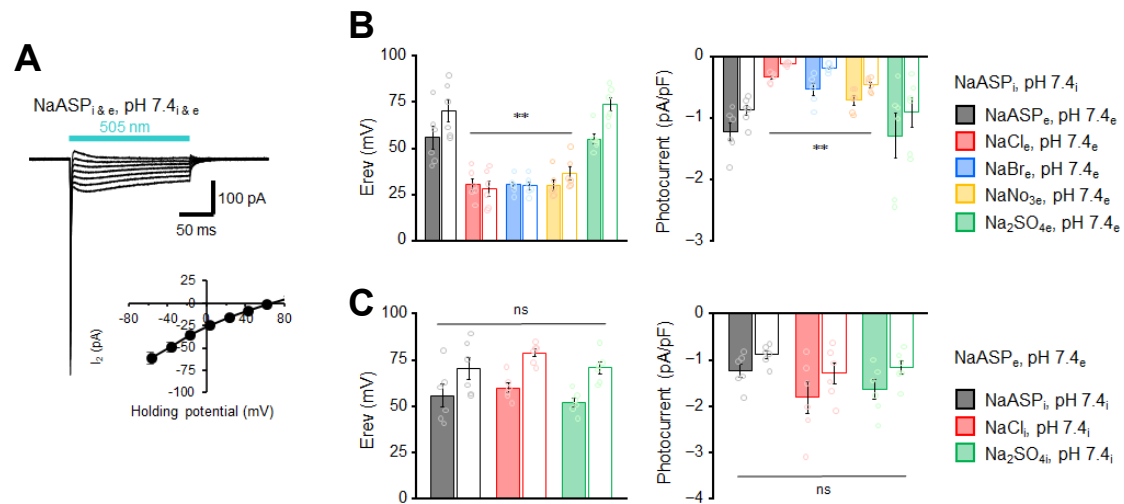 A
NaASPi & e, pH 7.4i & e
505 nm
100 pA
50 ms
25
0
-25
-50
-75
-100
-80
-40
0
40
80
I2 (pA)
Holding potential (mV)
B
100
75
50
25
0
Erev (mV)
**
0
−1
−2
−3
Photocurrent (pA/pF)
**
NaASPi, pH 7.4i
NaASPe, pH 7.4e
NaCle, pH 7.4e
NaBre, pH 7.4e
NaNo3e, pH 7.4e
Na2SO4e, pH 7.4e
C
100
75
50
25
0
Erev (mV)
ns
0
−1
−2
−3
−4
Photocurrent (pA/pF)
ns
NaASPe, pH 7.4e
NaASPi, pH 7.4i
NaCli, pH 7.4i
Na2SO4i, pH 7.4i